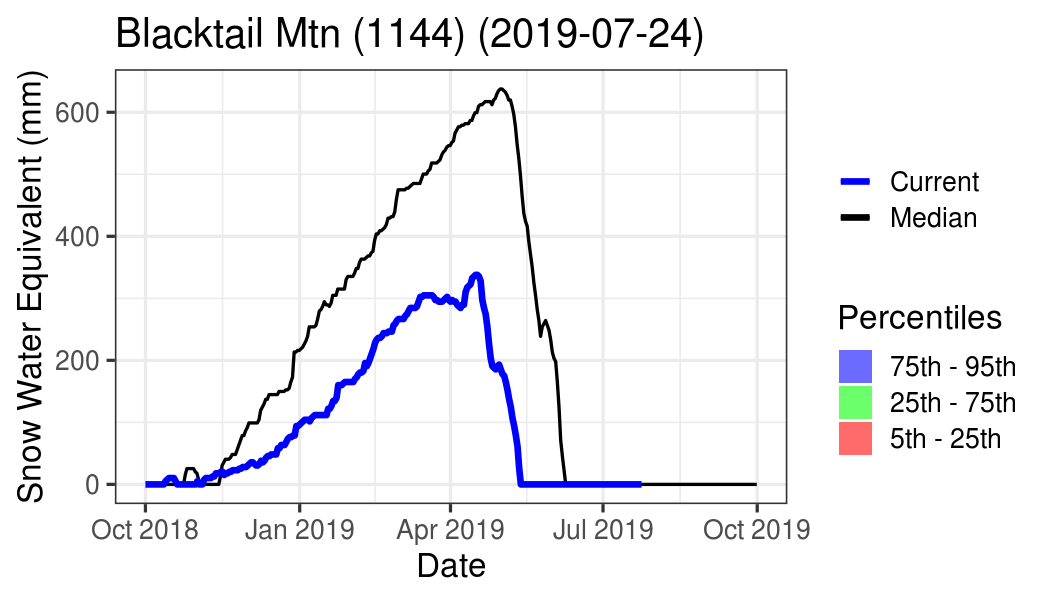 Blacktail Mtn (1144) (2019-07-24)
Snow Water Equivalent (mm)
600
400
200
0
Oct 2018
Jan 2019
Apr 2019
Jul 2019
Oct 2019
Date
Current
Median
Percentiles
75th - 95th
25th - 75th
5th - 25th